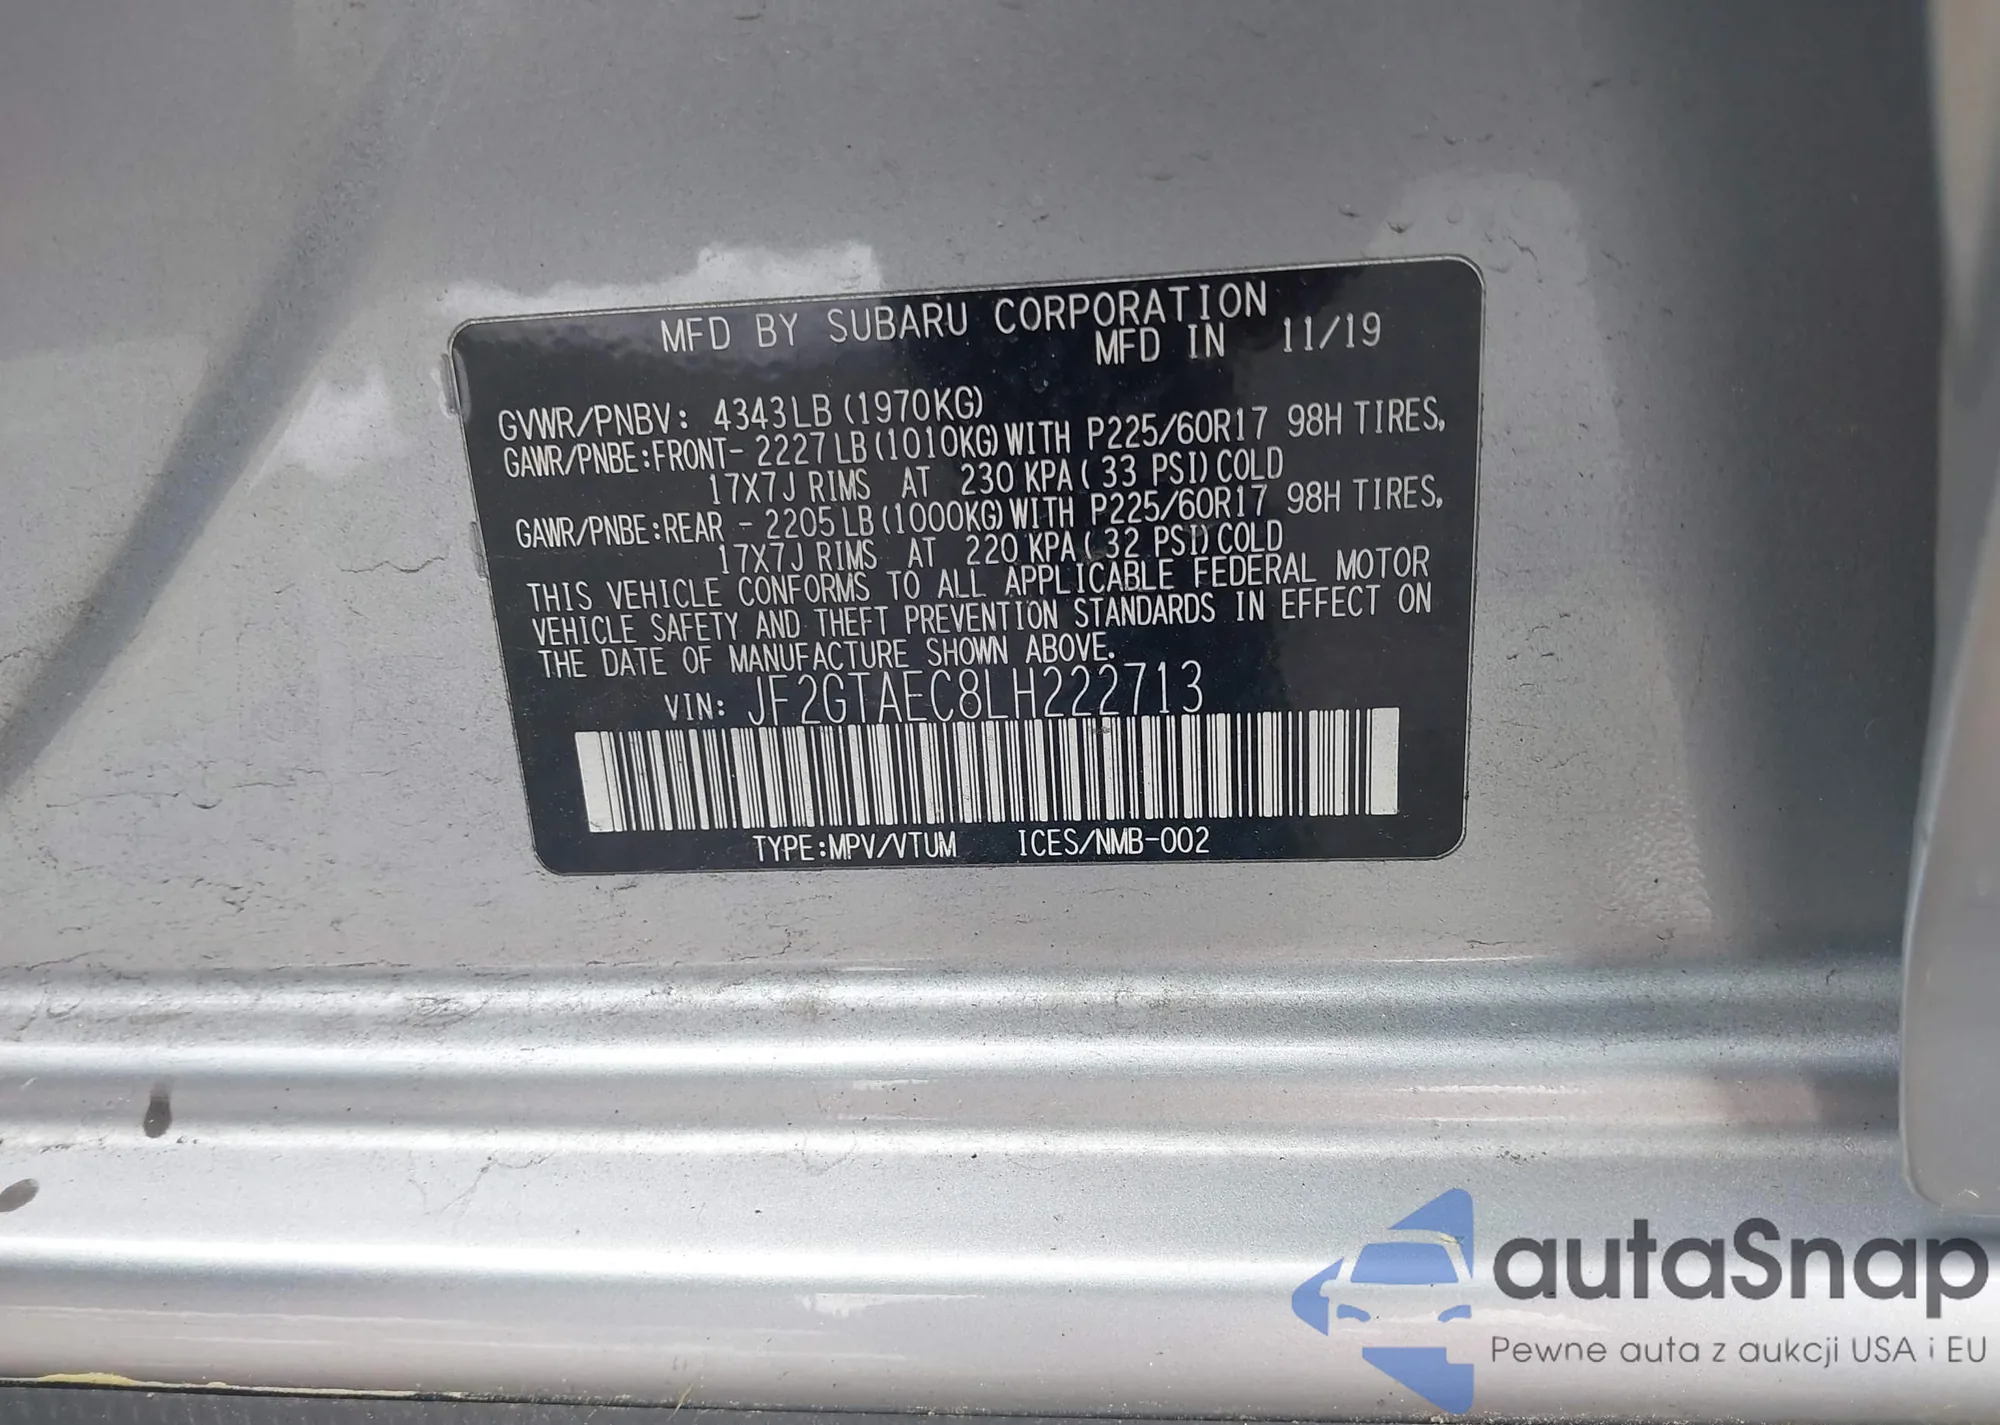 MFD BY SUBARU CORPORATION
MFD IN 11/19
GVWR/PNBV: 4343LB (1970KG)
GAWR/PNBE:FRONT- 2227LB (1010KG) WITH P225/60R17 98H TIRES,
17X7J RIMS AT 230 KPA ( 33 PSI) COLD
GAWR/PNBE:REAR - 2205LB (1000KG) WITH P225/60R17 98H TIRES,
17X7J RIMS AT 220 KPA ( 32 PSI) COLD
THIS VEHICLE CONFORMS TO ALL APPLICABLE FEDERAL MOTOR
VEHICLE SAFETY AND THEFT PREVENTION STANDARDS IN EFFECT ON
THE DATE OF MANUFACTURE SHOWN ABOVE.
VIN: JF2GTAEC8LH222713
TYPE:MPV/VTUM ICES/NMB-002
autaSnap
Pewne auta z aukcji USA i EU